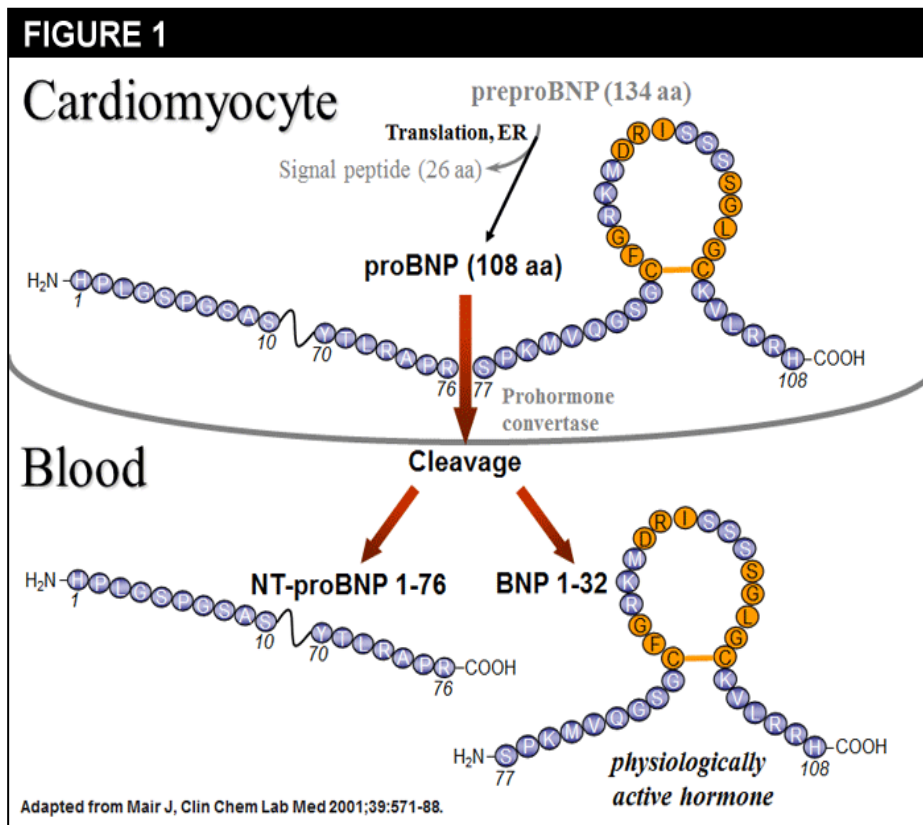 FIGURE 1
Cardiomyocyte
preproBNP (134 aa)
Translation, ER
Signal peptide (26 aa)
proBNP (108 aa)
H₂N H P L G S P G S A S Y T L R A P R
1 10 70 76
S P K M V Q G S G C F G R K M D R I S S S S G L G C K V L R R H COOH
77 108
Prohormone
convertase
Cleavage
Blood
NT-proBNP 1-76
H₂N H P L G S P G S A S Y T L R A P R COOH
1 10 70 76
BNP 1-32
H₂N S P K M V Q G S G C F G R K M D R I S S S S G L G C K V L R R H COOH
77 108
physiologically
active hormone
Adapted from Mair J, Clin Chem Lab Med 2001;39:571-88.